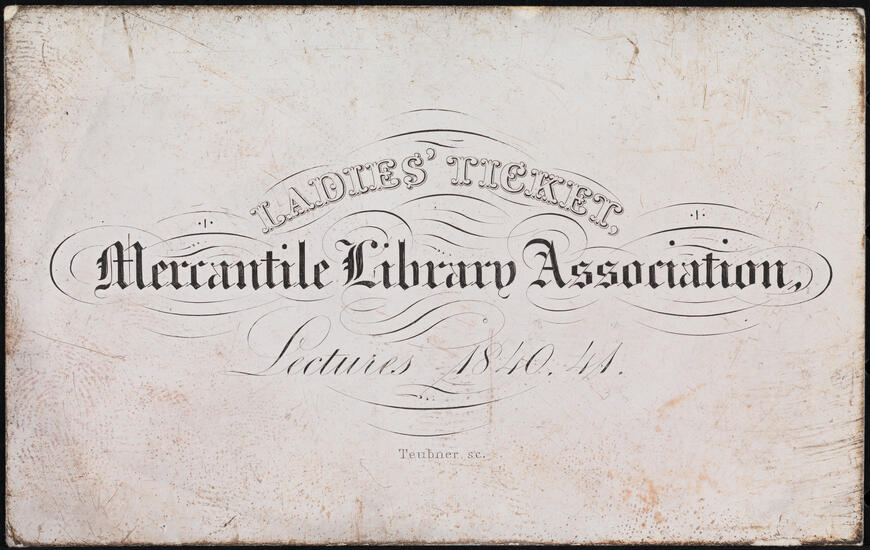 LADIES' TICKET,
Mercantile Library Association,
Lectures 1840.41.
Teubner, sc.